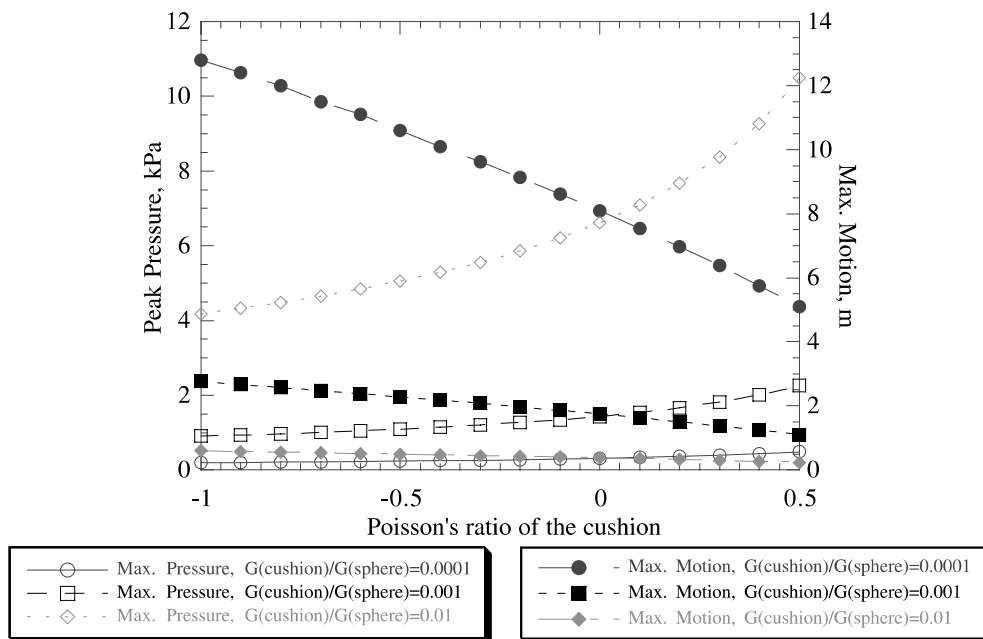 12
10
8
6
4
2
0
Peak Pressure, kPa
14
12
10
8
6
4
2
0
Max. Motion, m
-1
-0.5
0
0.5
Poisson's ratio of the cushion
Max. Pressure, G(cushion)/G(sphere)=0.0001
Max. Pressure, G(cushion)/G(sphere)=0.001
Max. Pressure, G(cushion)/G(sphere)=0.01
Max. Motion, G(cushion)/G(sphere)=0.0001
Max. Motion, G(cushion)/G(sphere)=0.001
Max. Motion, G(cushion)/G(sphere)=0.01